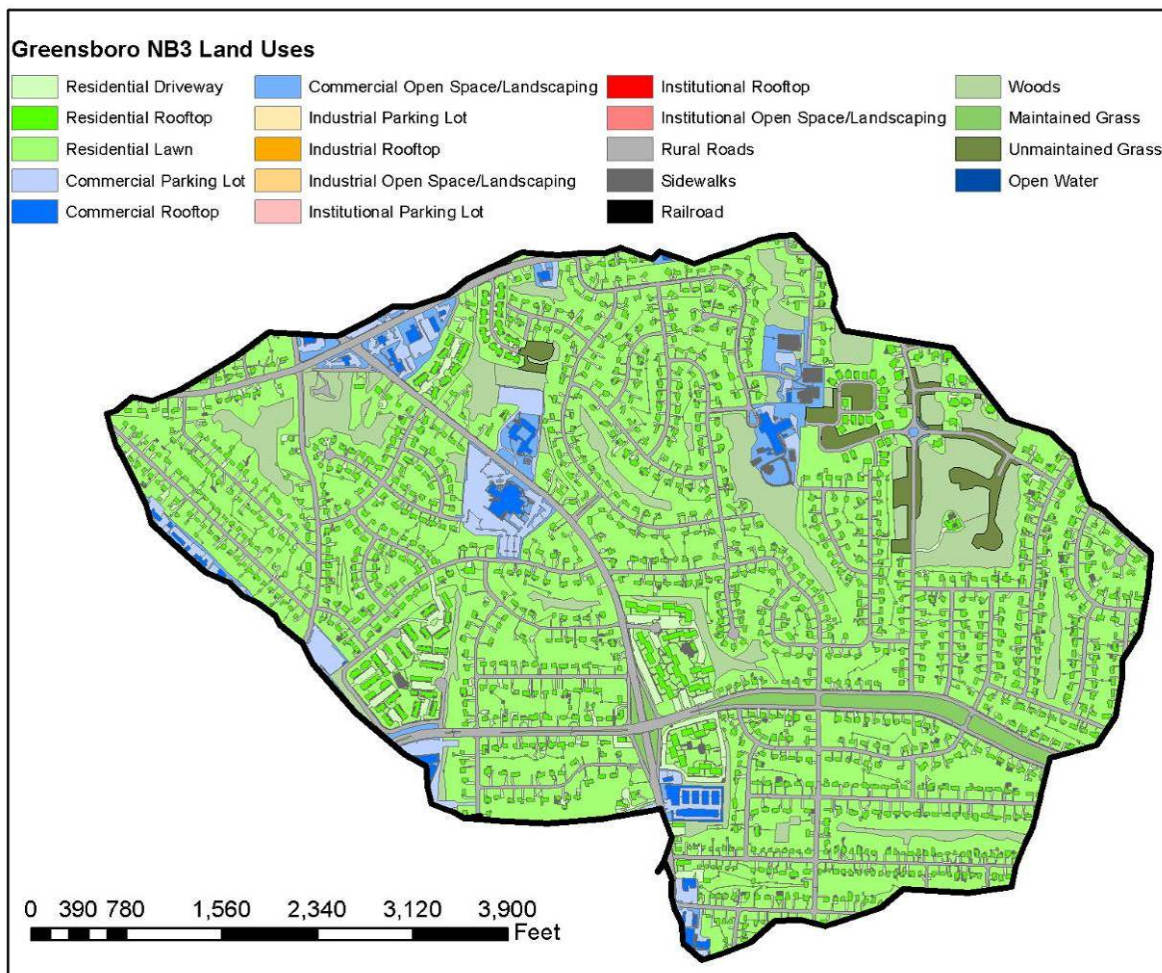 Greensboro NB3 Land Uses
Residential Driveway
Residential Rooftop
Residential Lawn
Commercial Parking Lot
Commercial Rooftop
Commercial Open Space/Landscaping
Industrial Parking Lot
Industrial Rooftop
Industrial Open Space/Landscaping
Institutional Parking Lot
Institutional Rooftop
Institutional Open Space/Landscaping
Rural Roads
Sidewalks
Railroad
Woods
Maintained Grass
Unmaintained Grass
Open Water
0 390 780 1,560 2,340 3,120 3,900
Feet